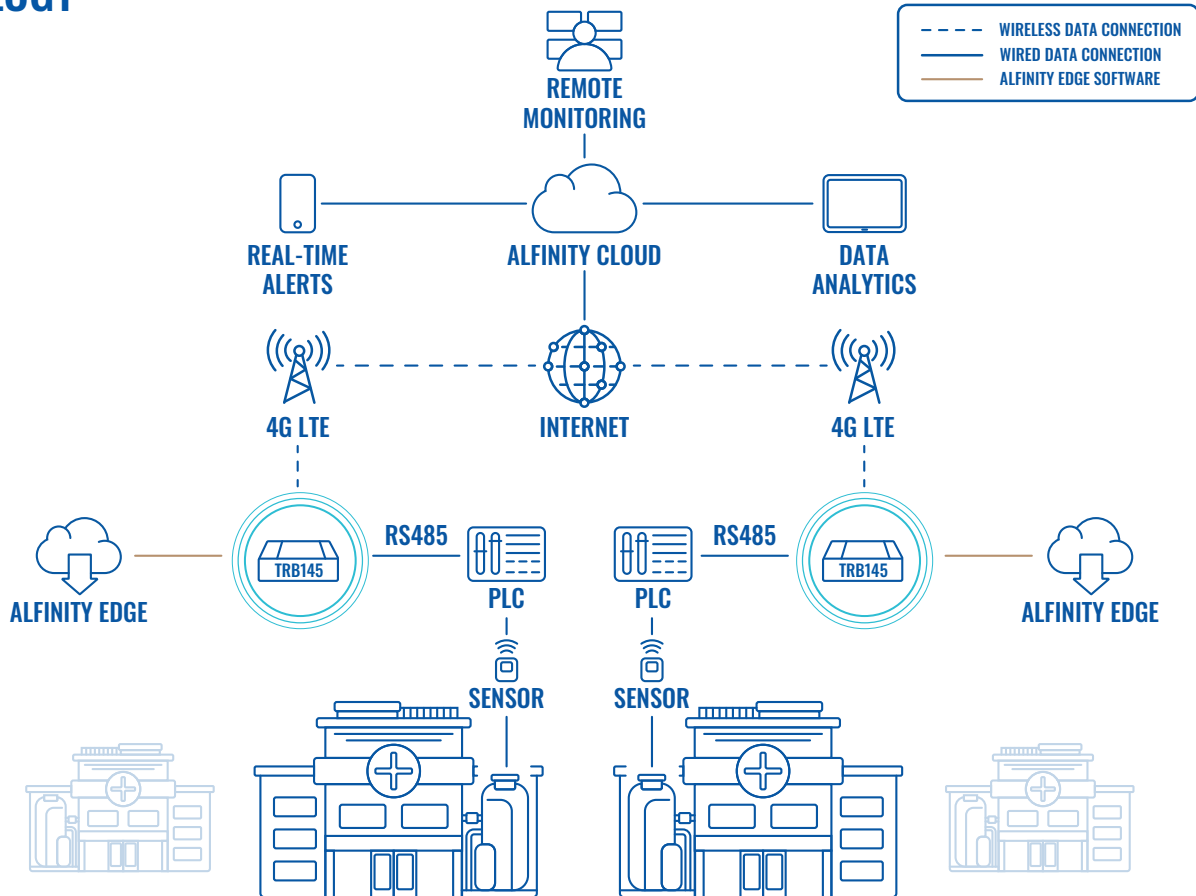 WIRELESS DATA CONNECTION
WIRED DATA CONNECTION
ALFINITY EDGE SOFTWARE
REMOTE
MONITORING
REAL-TIME
ALERTS
ALFINITY CLOUD
DATA
ANALYTICS
4G LTE
INTERNET
4G LTE
RS485
RS485
TRB145
TRB145
ALFINITY EDGE
PLC
PLC
ALFINITY EDGE
SENSOR
SENSOR